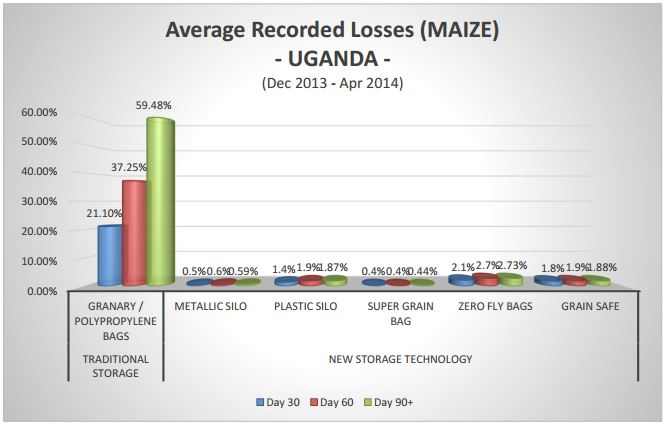 Average Recorded Losses (MAIZE)
- UGANDA -
(Dec 2013 - Apr 2014)
60.00%
50.00%
40.00%
30.00%
20.00%
10.00%
0.00%
21.10%
37.25%
59.48%
0.5%
0.6%
0.59%
1.4%
1.9%
1.87%
0.4%
0.4%
0.44%
2.1%
2.7%
2.73%
1.8%
1.9%
1.88%
GRANARY /
POLYPROPYLENE
BAGS
METALLIC SILO
PLASTIC SILO
SUPER GRAIN
BAG
ZERO FLY BAGS
GRAIN SAFE
TRADITIONAL
STORAGE
NEW STORAGE TECHNOLOGY
Day 30
Day 60
Day 90+